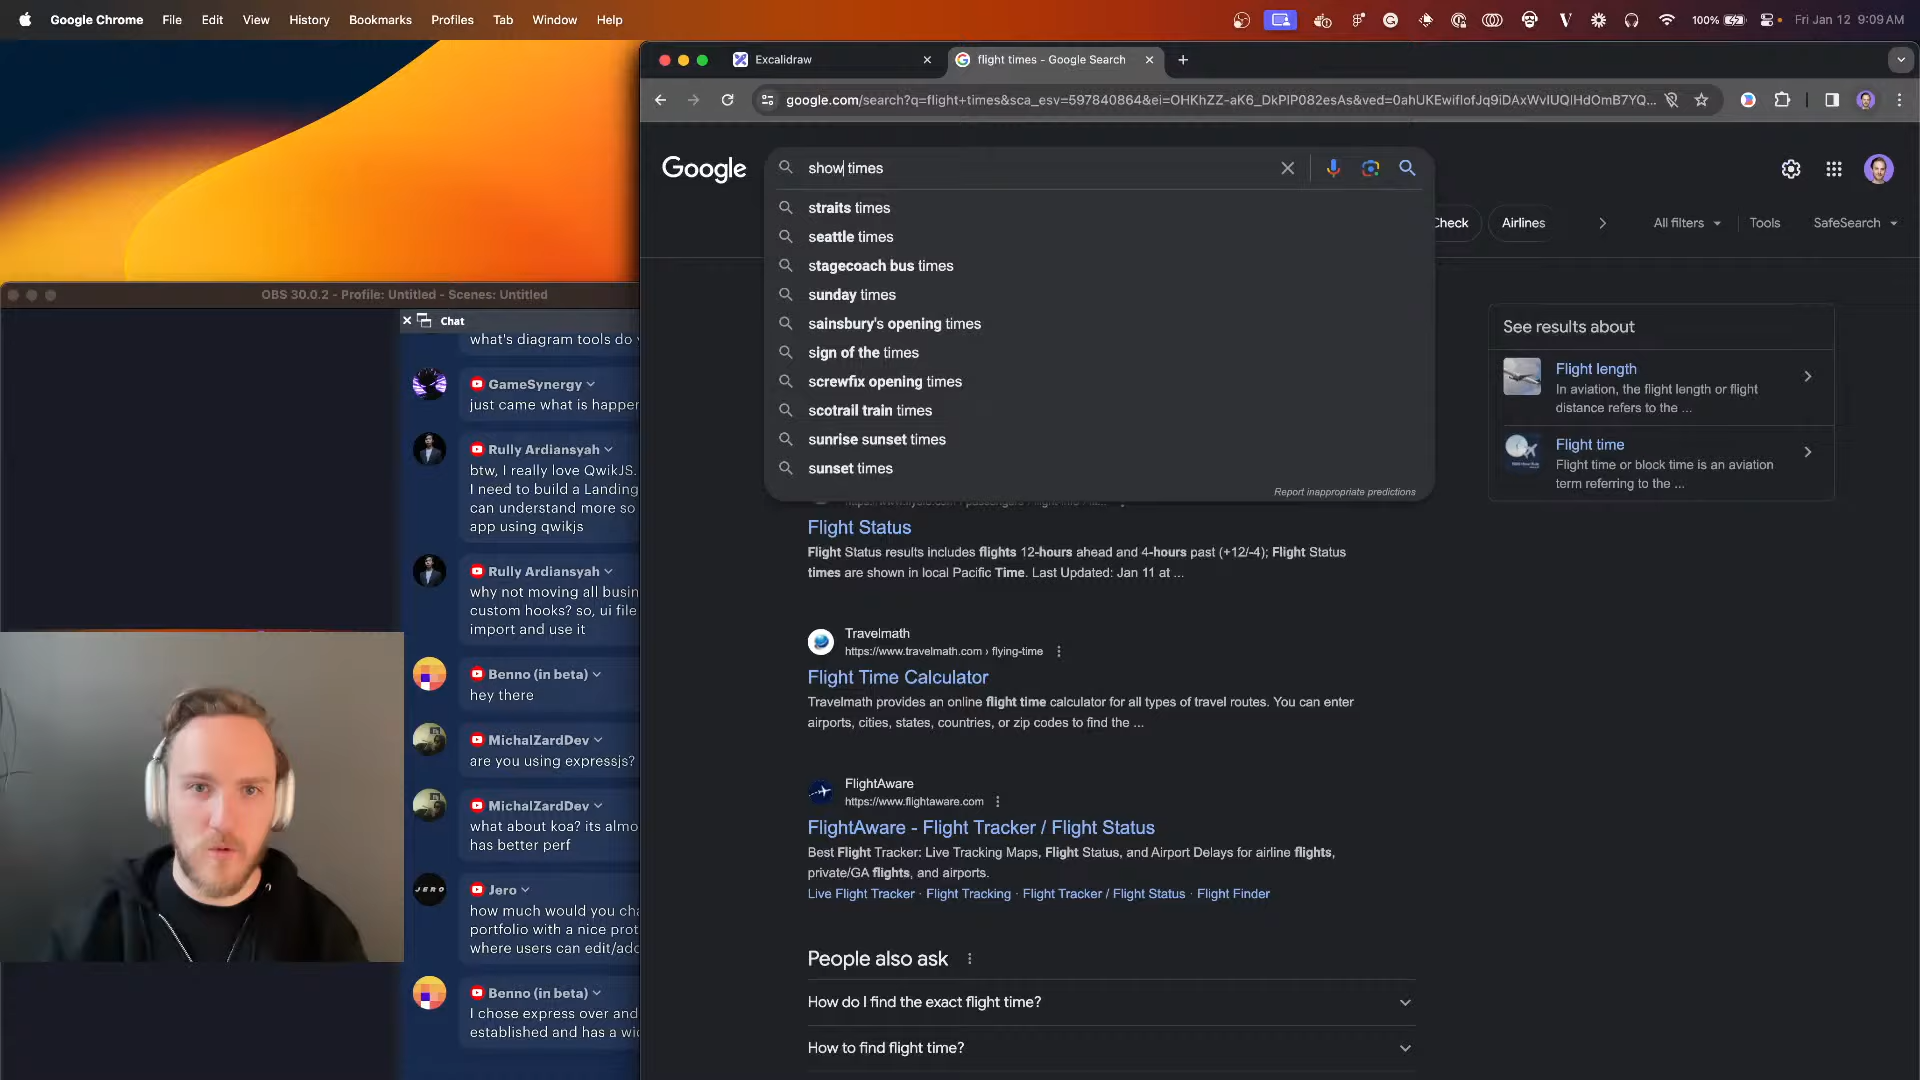 Google Chrome File Edit View History Bookmarks Profiles Tab Window Help
100% Fri Jan 12 9:09 AM
Excalidraw
flight times - Google Search
google.com/search?q=flight+times&sca_esv=597840864&ei=OHKhZZ-aK6_DkPIP082esAs&ved=0ahUKEwiflofJq9iDAxWvIUQIHdOmB7YQ...
Google
show times
straits times
seattle times
stagecoach bus times
sunday times
sainsbury's opening times
sign of the times
screwfix opening times
scotrail train times
sunrise sunset times
sunset times
Report inappropriate predictions
Check
Airlines
All filters
Tools
SafeSearch
See results about
Flight length
In aviation, the flight length or flight
distance refers to the ...
Flight time
Flight time or block time is an aviation
term referring to the ...
Flight Status
Flight Status results includes flights 12-hours ahead and 4-hours past (+12/-4); Flight Status
times are shown in local Pacific Time. Last Updated: Jan 11 at ...
Travelmath
https://www.travelmath.com › flying-time
Flight Time Calculator
Travelmath provides an online flight time calculator for all types of travel routes. You can enter
airports, cities, states, countries, or zip codes to find the ...
FlightAware
https://www.flightaware.com
FlightAware - Flight Tracker / Flight Status
Best Flight Tracker: Live Tracking Maps, Flight Status, and Airport Delays for airline flights,
private/GA flights, and airports.
Live Flight Tracker · Flight Tracking · Flight Tracker / Flight Status · Flight Finder
People also ask
How do I find the exact flight time?
How to find flight time?
OBS 30.0.2 - Profile: Untitled - Scenes: Untitled
Chat
what's diagram tools do
GameSynergy
just came what is happen
Rully Ardiansyah
btw, I really love QwikJS.
I need to build a Landing
can understand more so
app using qwikjs
Rully Ardiansyah
why not moving all busin
custom hooks? so, ui file
import and use it
Benno (in beta)
hey there
MichalZardDev
are you using expressjs?
MichalZardDev
what about koa? its almo
has better perf
JERO
Jero
how much would you cha
portfolio with a nice prot
where users can edit/add
Benno (in beta)
I chose express over and
established and has a wid